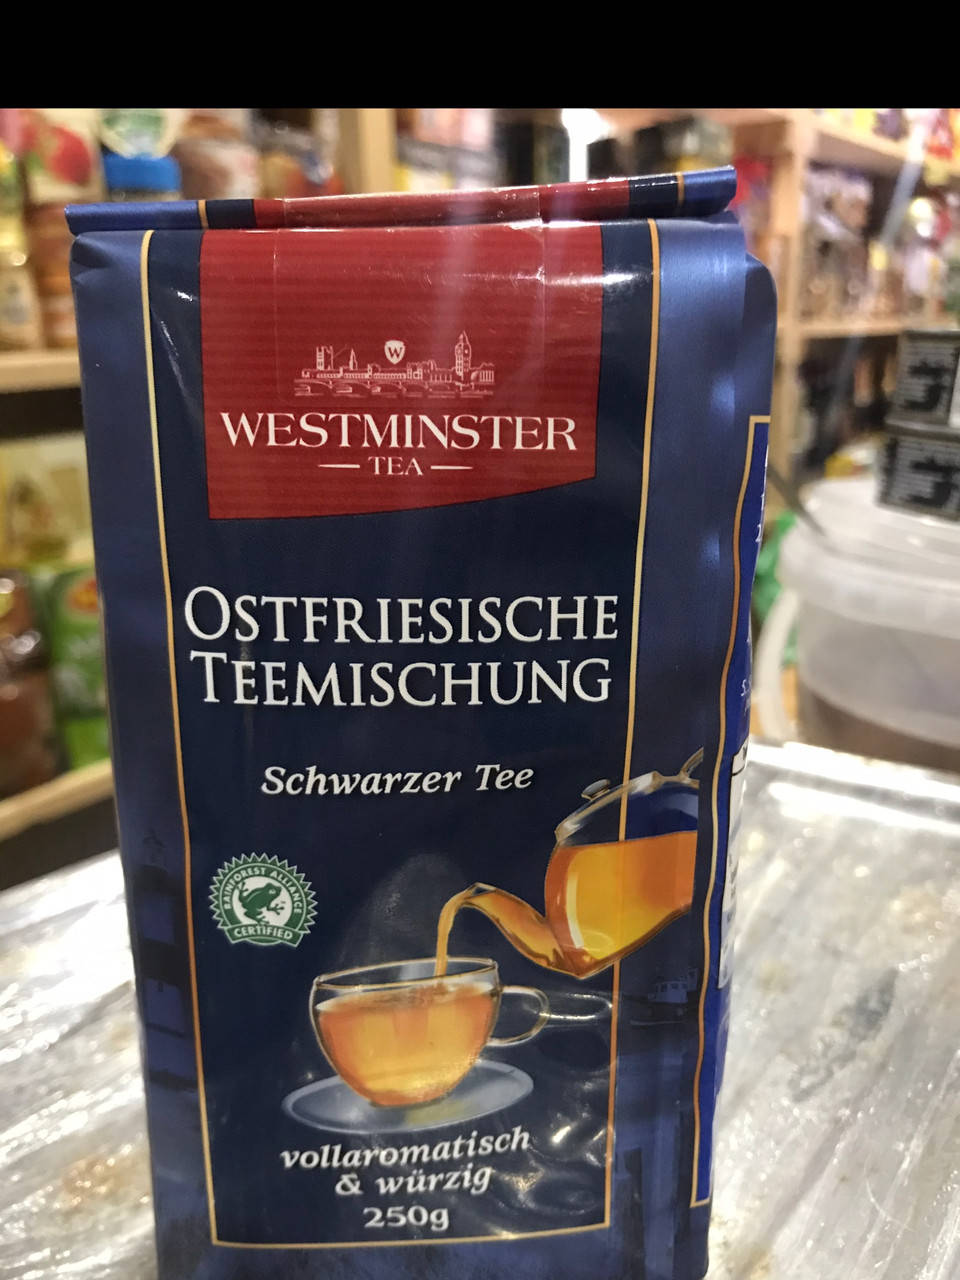 W
WESTMINSTER
TEA
OSTFRIESISCHE
TEEMISCHUNG
Schwarzer Tee
RAINFOREST ALLIANCE
CERTIFIED
vollaromatisch
& würzig
250g